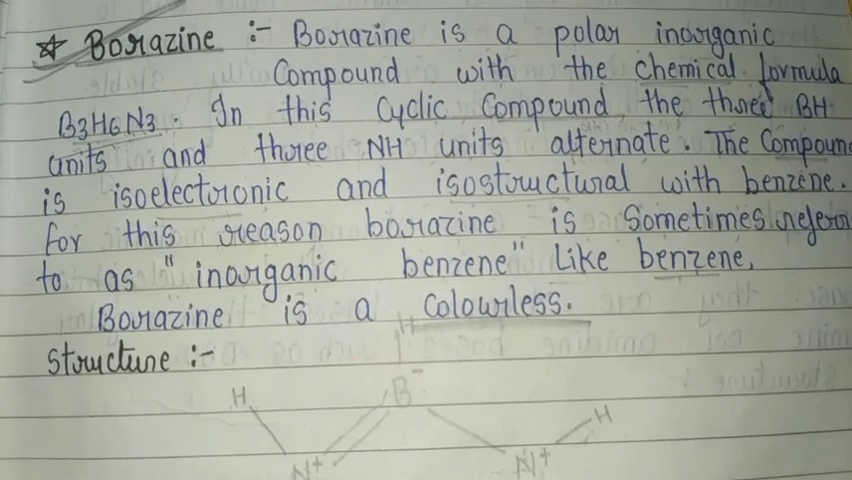 ☆ Borazine :- Borazine is a polar inorganic
Compound with the chemical formula
B3H6N3. In this Cyclic Compound, the three BH
units and three NH units alternate. The Compound
is isoelectronic and isostructural with benzene.
for this reason borazine is Sometimes referr
to as "inorganic benzene" Like benzene,
Borazine is a colourless.
Structure :-
H
H B⁻
H
N⁺ N⁺